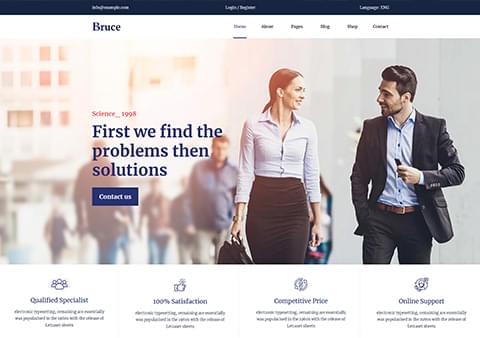 info@example.com Login / Register Language: ENG
Bruce Home About Pages Blog Shop Contact
Science_ 1998
First we find the
problems then
solutions
Contact us
Qualified Specialist 100% Satisfaction Competitive Price Online Support
electronic typesetting, remaining are essentially electronic typesetting, remaining are essentially electronic typesetting, remaining are essentially electronic typesetting, remaining are essentially
was popularised in the with the release of was popularised in the with the release of was popularised in the with the release of was popularised in the with the release of
Letraset sheets Letraset sheets Letraset sheets Letraset sheets